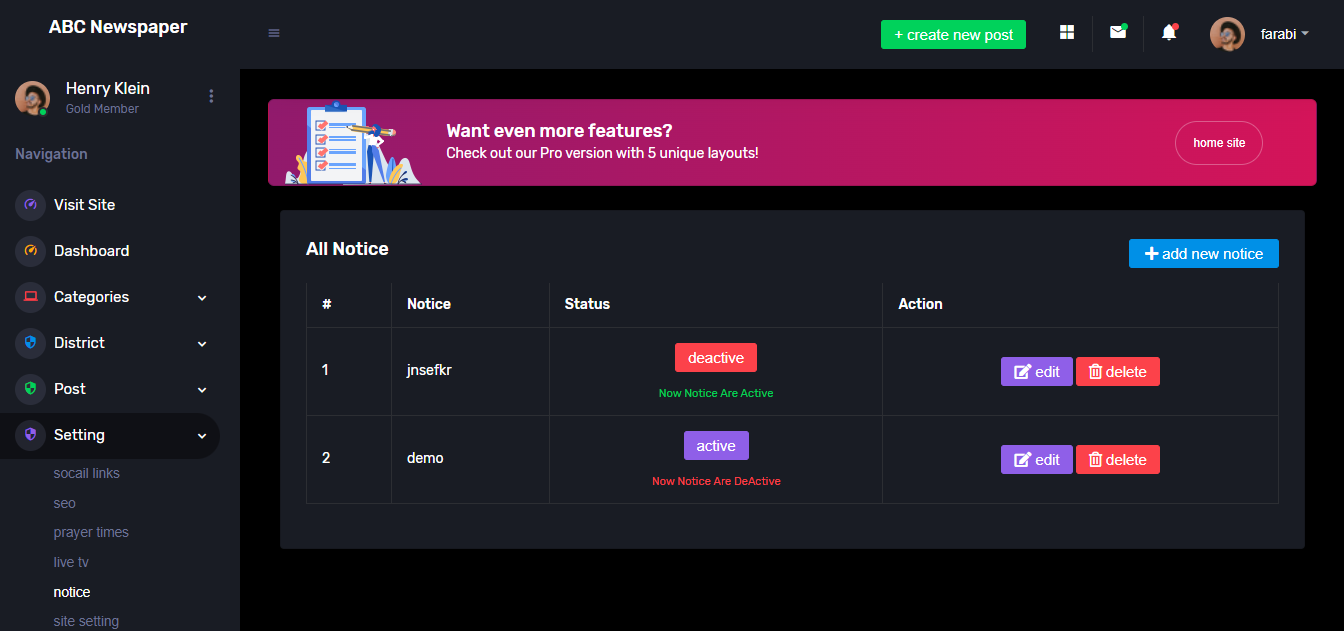 ABC Newspaper
+ create new post
farabi
Henry Klein
Gold Member
Navigation
Visit Site
Dashboard
Categories
District
Post
Setting
socail links
seo
prayer times
live tv
notice
site setting
Want even more features?
Check out our Pro version with 5 unique layouts!
home site
All Notice
add new notice
# Notice Status Action
1 jnsefkr deactive edit delete
Now Notice Are Active
2 demo active edit delete
Now Notice Are DeActive